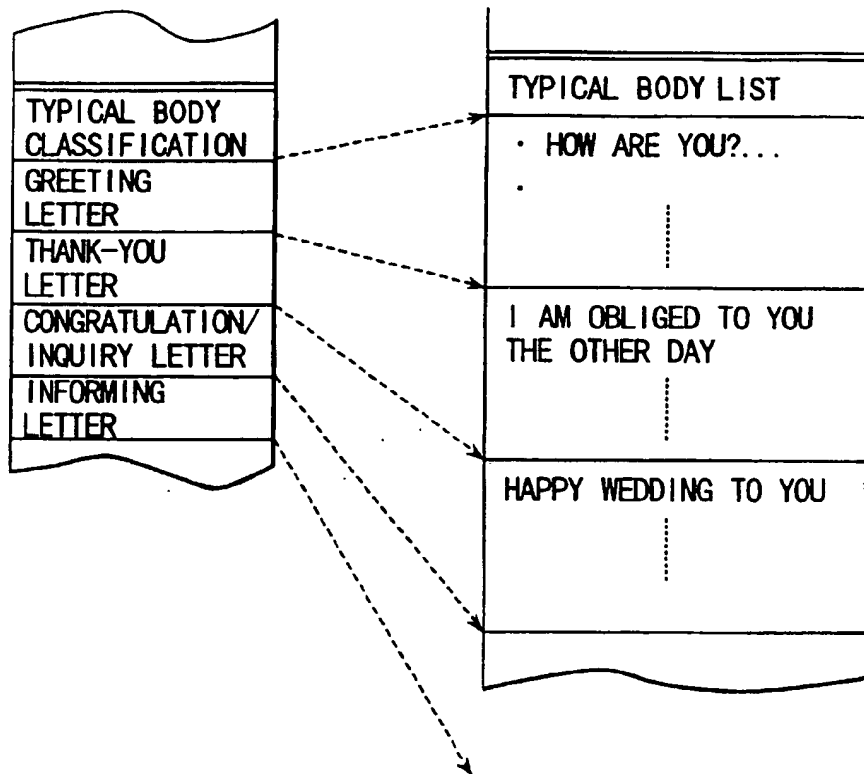 TYPICAL BODY
CLASSIFICATION
GREETING
LETTER
THANK-YOU
LETTER
CONGRATULATION/
INQUIRY LETTER
INFORMING
LETTER
TYPICAL BODY LIST
· HOW ARE YOU?...
·
I AM OBLIGED TO YOU
THE OTHER DAY
HAPPY WEDDING TO YOU